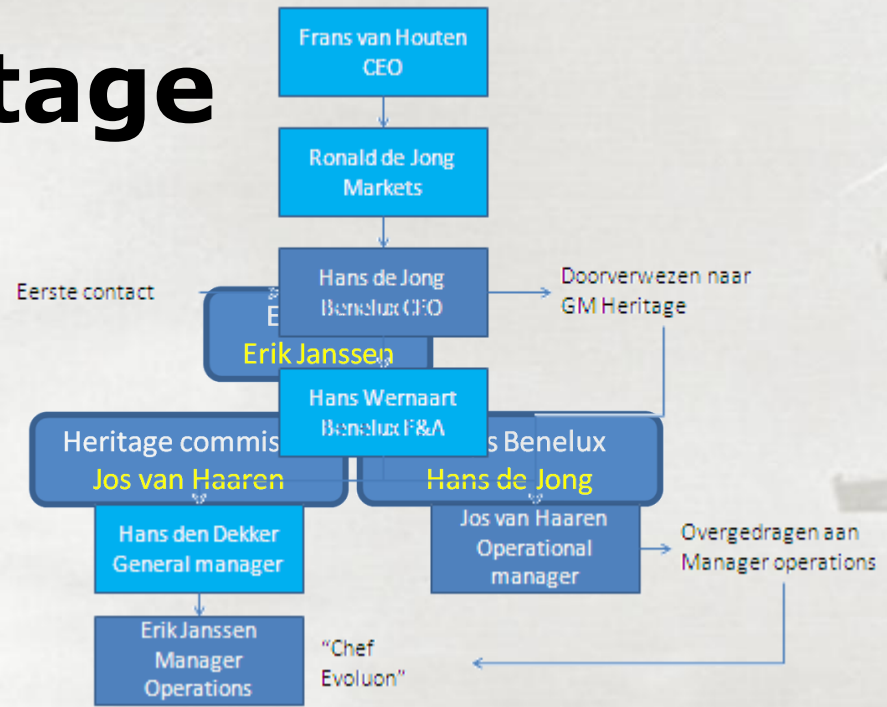 tage
Frans van Houten
CEO
Ronald de Jong
Markets
Hans de Jong
Benelux CEO
Eerste contact
Doorverwezen naar
GM Heritage
Erik Janssen
Hans Wernaart
Benelux F&A
Heritage commis
s Benelux
Jos van Haaren
Hans de Jong
Hans den Dekker
General manager
Jos van Haaren
Operational
manager
Overgedragen aan
Manager operations
Erik Janssen
Manager
Operations
“Chef
Evoluon”